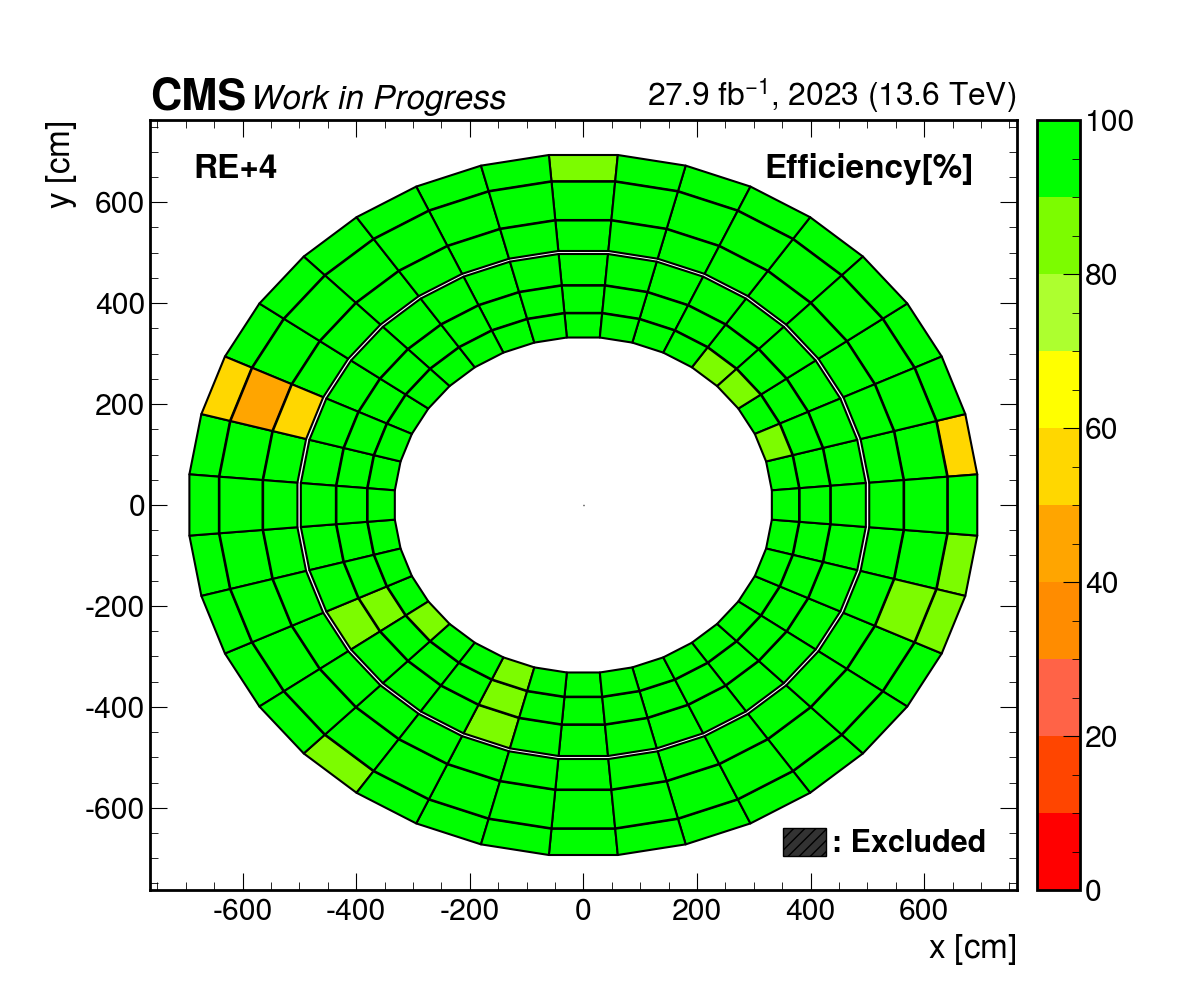 CMS Work in Progress 27.9 fb⁻¹, 2023 (13.6 TeV)
y [cm]
RE+4 Efficiency[%]
600
400
200
0
-200
-400
-600
: Excluded
-600 -400 -200 0 200 400 600
x [cm]
100
80
60
40
20
0